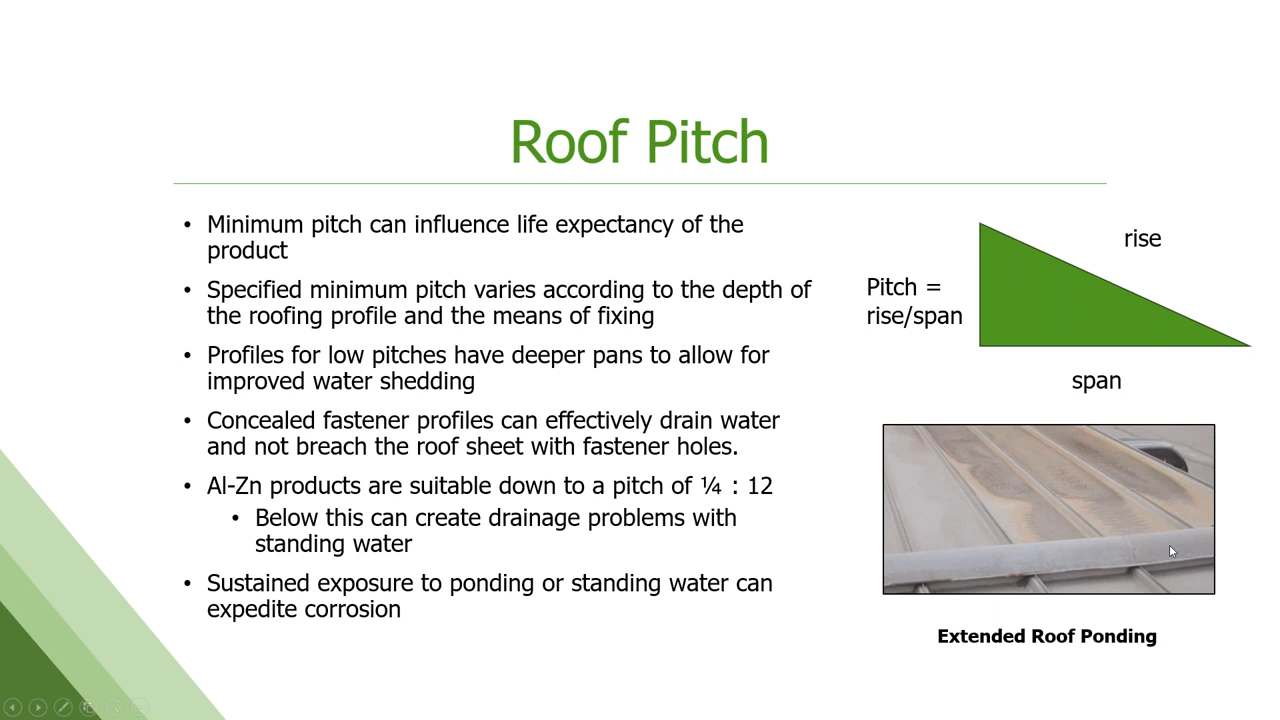 Roof Pitch
• Minimum pitch can influence life expectancy of the
product
• Specified minimum pitch varies according to the depth of
the roofing profile and the means of fixing
• Profiles for low pitches have deeper pans to allow for
improved water shedding
• Concealed fastener profiles can effectively drain water
and not breach the roof sheet with fastener holes.
• Al-Zn products are suitable down to a pitch of ¼ : 12
• Below this can create drainage problems with
standing water
• Sustained exposure to ponding or standing water can
expedite corrosion
rise
Pitch =
rise/span
span
Extended Roof Ponding